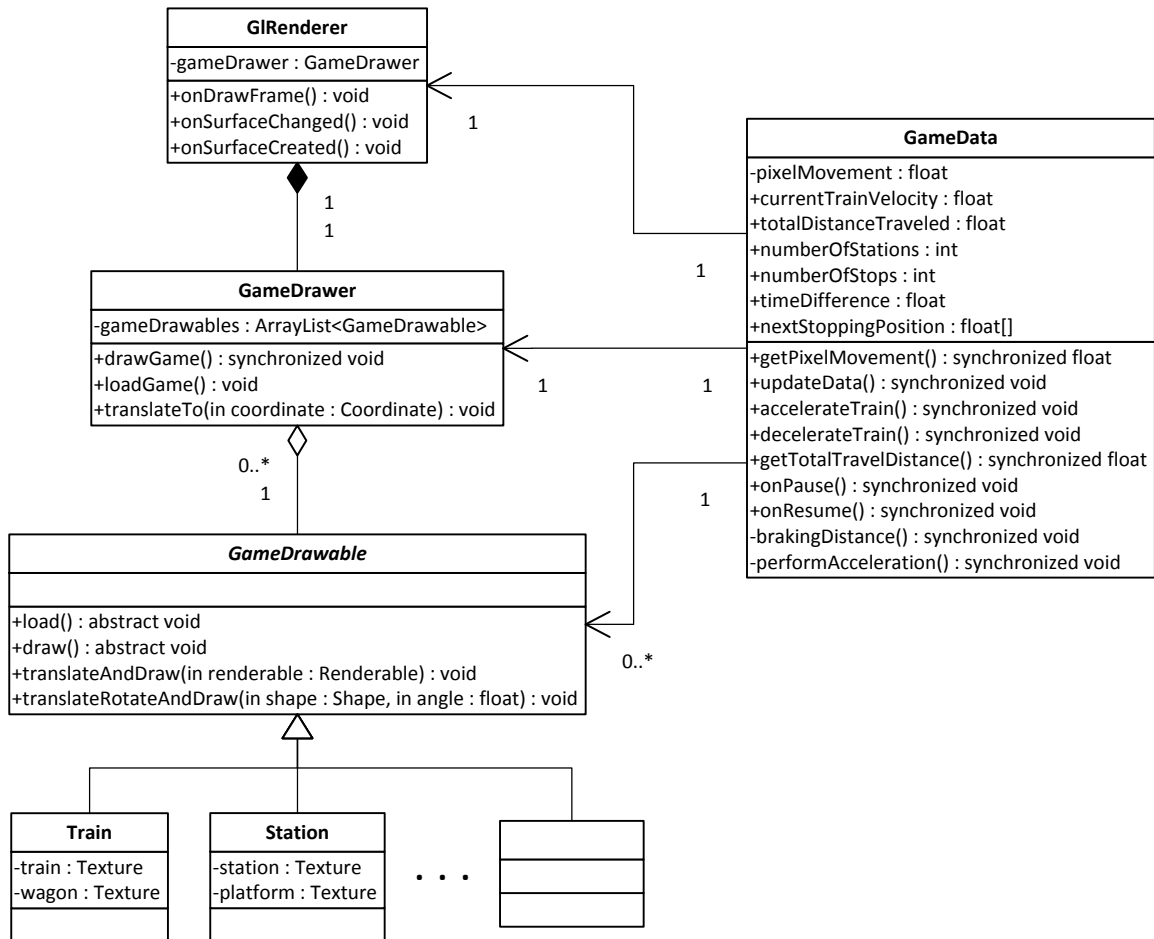 GlRenderer
-gameDrawer : GameDrawer
+onDrawFrame() : void
+onSurfaceChanged() : void
+onSurfaceCreated() : void
1
1
1
1
GameData
-pixelMovement : float
+currentTrainVelocity : float
+totalDistanceTraveled : float
+numberOfStations : int
+numberOfStops : int
+timeDifference : float
+nextStoppingPosition : float[]
+getPixelMovement() : synchronized float
+updateData() : synchronized void
+accelerateTrain() : synchronized void
+decelerateTrain() : synchronized void
+getTotalTravelDistance() : synchronized float
+onPause() : synchronized void
+onResume() : synchronized void
-brakingDistance() : synchronized void
-performAcceleration() : synchronized void
GameDrawer
-gameDrawables : ArrayList<GameDrawable>
+drawGame() : synchronized void
+loadGame() : void
+translateTo(in coordinate : Coordinate) : void
1
1
0..*
1
1
0..*
GameDrawable
+load() : abstract void
+draw() : abstract void
+translateAndDraw(in renderable : Renderable) : void
+translateRotateAndDraw(in shape : Shape, in angle : float) : void
Train
-train : Texture
-wagon : Texture
Station
-station : Texture
-platform : Texture
. . .